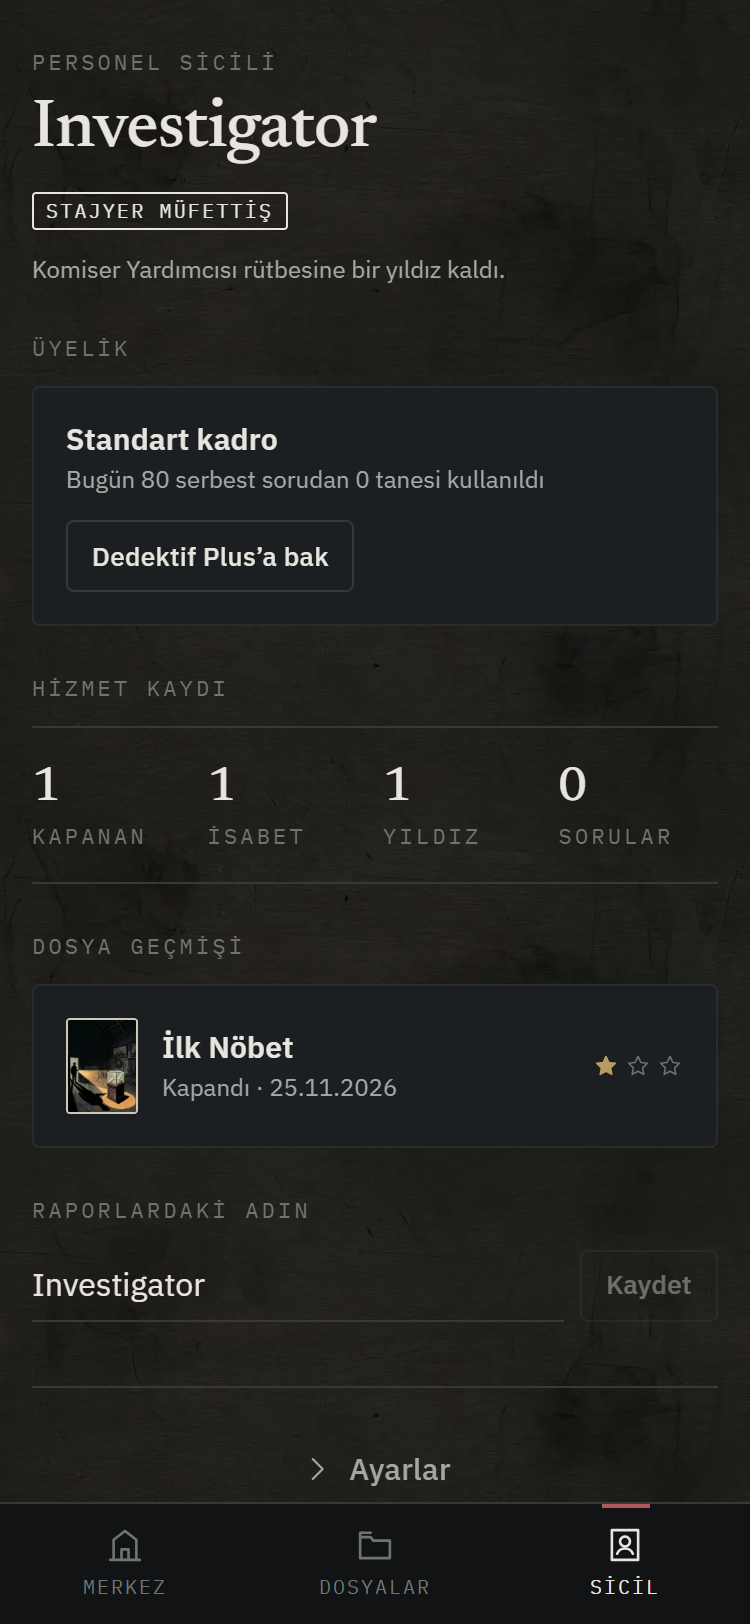 PERSONEL SİCİLİ
Investigator
STAJYER MÜFETTİŞ
Komiser Yardımcısı rütbesine bir yıldız kaldı.
ÜYELİK
Standart kadro
Bugün 80 serbest sorudan 0 tanesi kullanıldı
Dedektif Plus’a bak
HİZMET KAYDI
1 1 1 0
KAPANAN İSABET YILDIZ SORULAR
DOSYA GEÇMİŞİ
İlk Nöbet
Kapandı · 25.11.2026
RAPORLARDAKİ ADIN
Investigator Kaydet
Ayarlar
MERKEZ DOSYALAR SİCİL